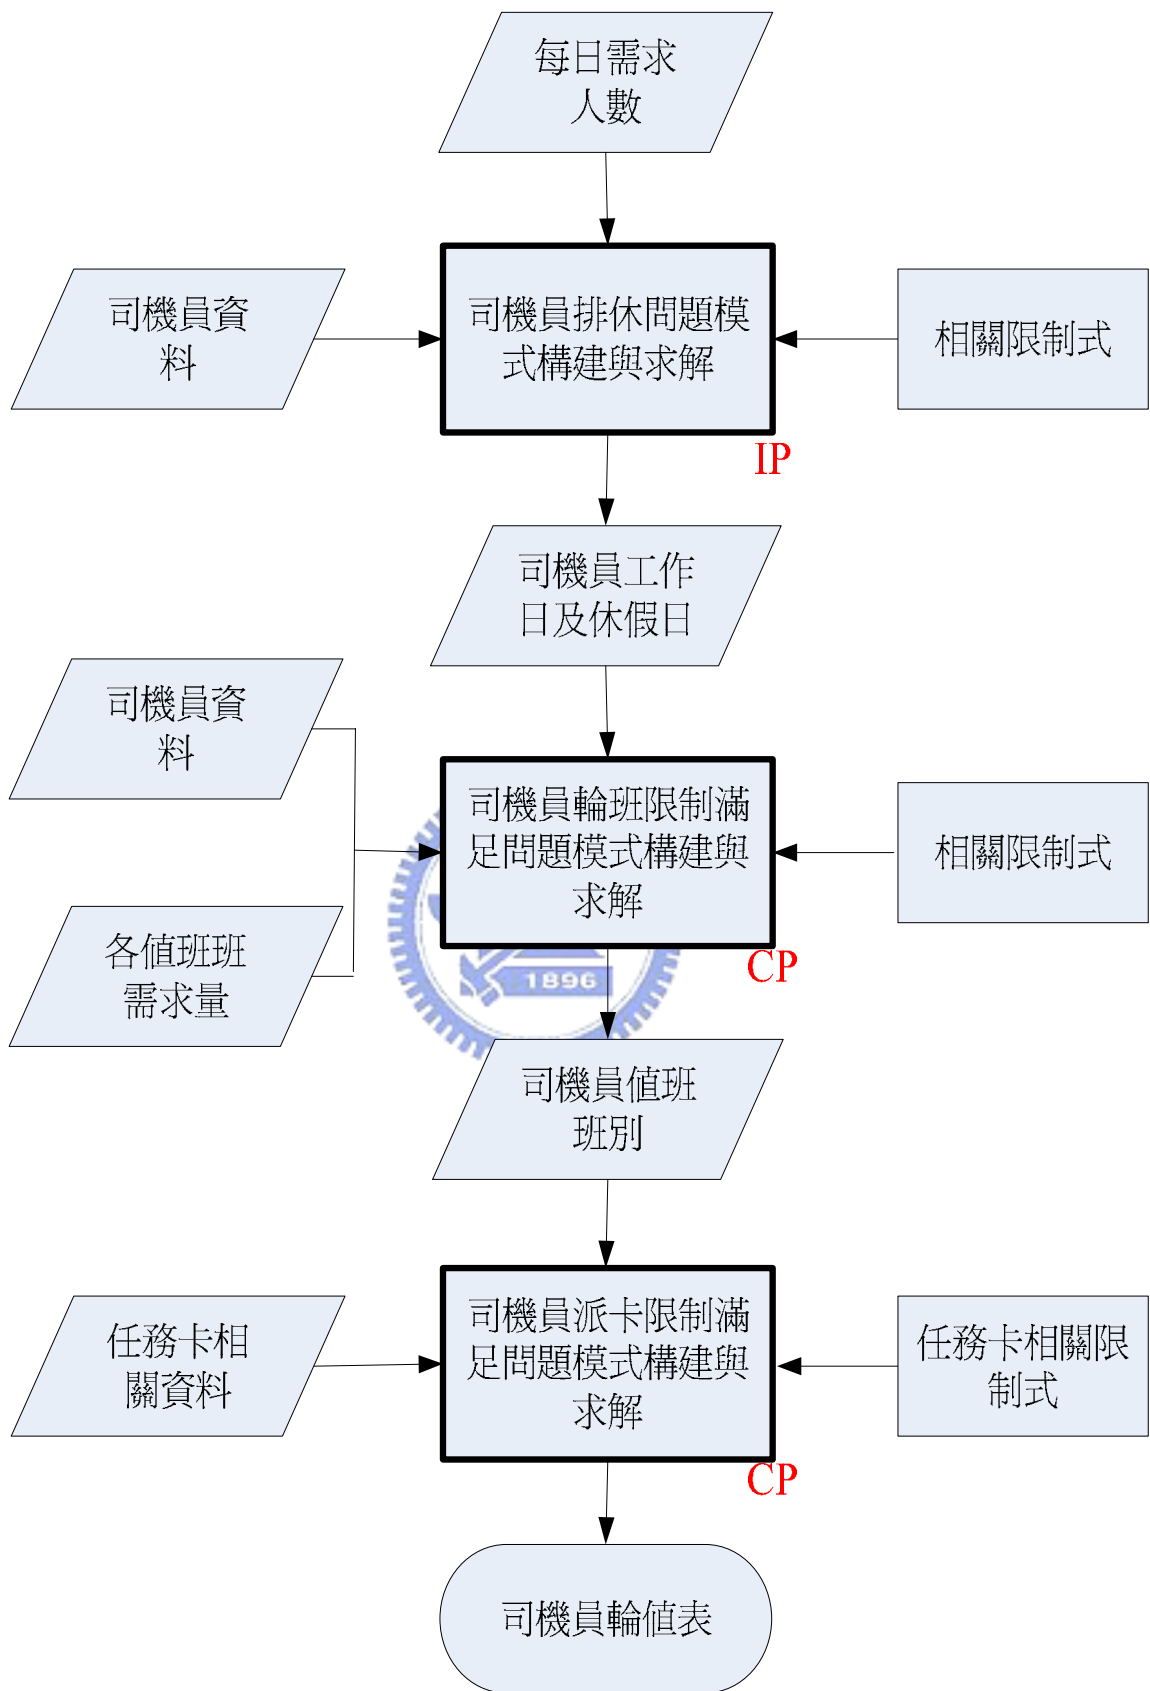 每日需求
人數
司機員資
料
司機員排休問題模
式構建與求解
相關限制式
IP
司機員工作
日及休假日
司機員資
料
司機員輪班限制滿
足問題模式構建與
求解
相關限制式
各值班班
需求量
CP
1896
司機員值班
班別
任務卡相
關資料
司機員派卡限制滿
足問題模式構建與
求解
任務卡相關限
制式
CP
司機員輪值表